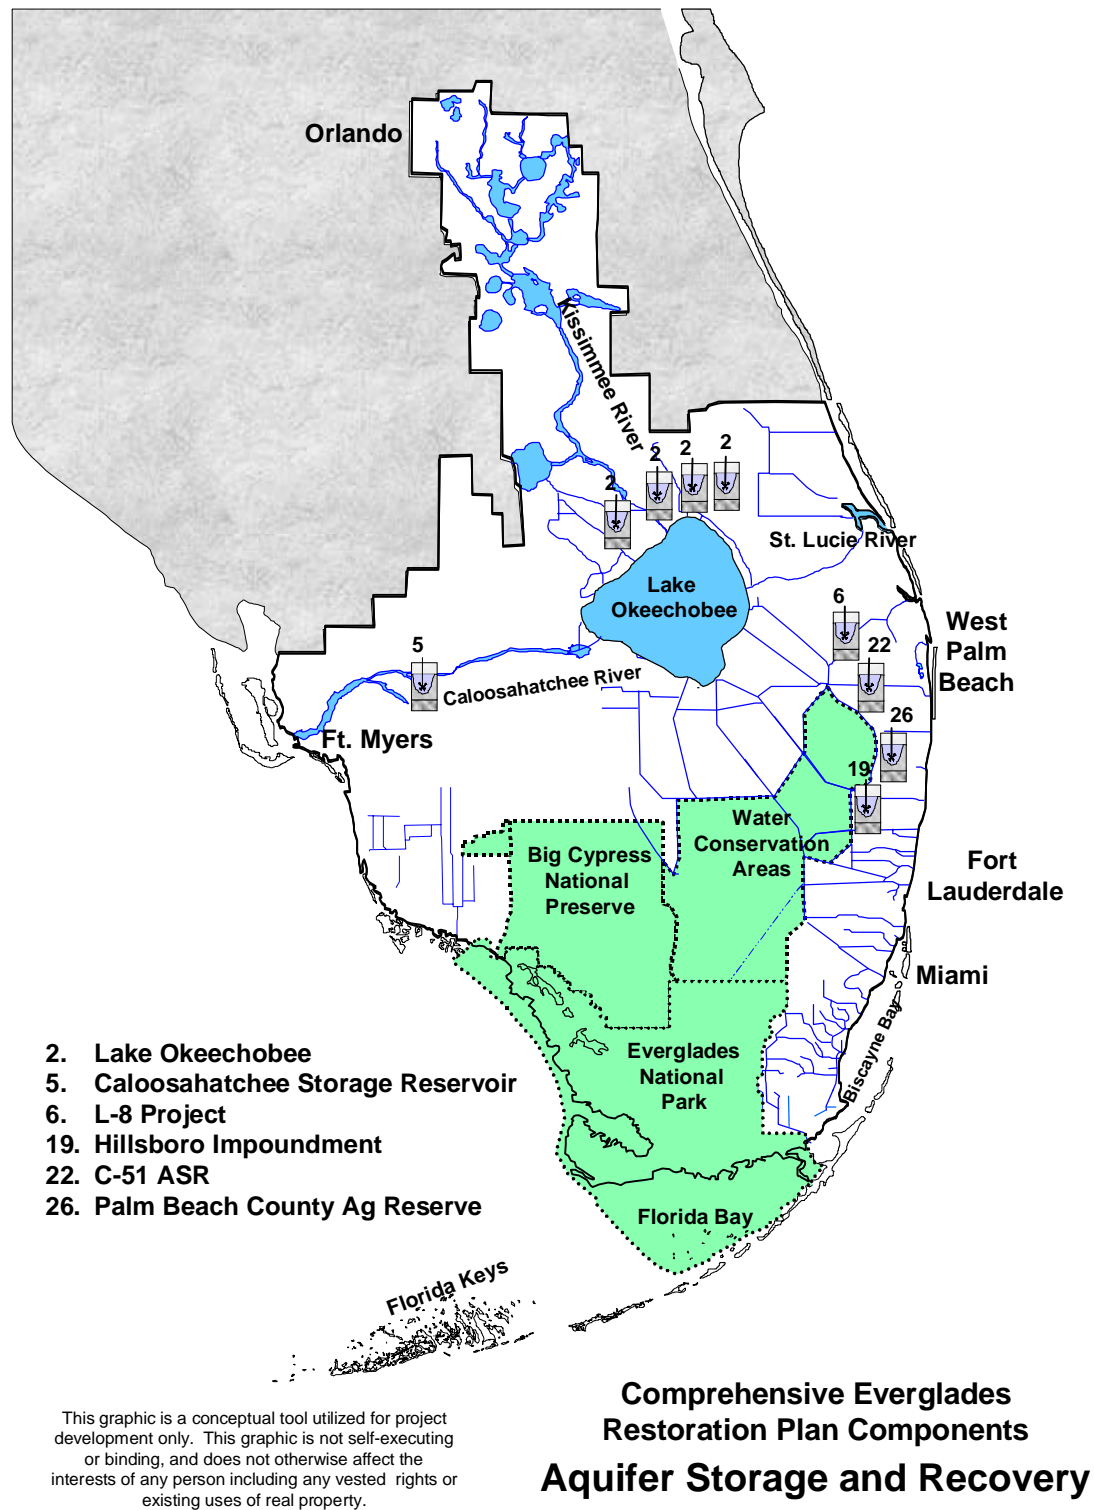 Orlando
Kissimmee River
2
2
2
2
St. Lucie River
Lake
Okeechobee
6
West
Palm
Beach
5
22
Caloosahatchee River
26
Ft. Myers
19
Water
Conservation
Areas
Big Cypress
National
Preserve
Fort
Lauderdale
Miami
Biscayne Bay
Everglades
National
Park
2. Lake Okeechobee
5. Caloosahatchee Storage Reservoir
6. L-8 Project
19. Hillsboro Impoundment
22. C-51 ASR
26. Palm Beach County Ag Reserve
Florida Bay
Florida Keys
Comprehensive Everglades
Restoration Plan Components
Aquifer Storage and Recovery
This graphic is a conceptual tool utilized for project
development only. This graphic is not self-executing
or binding, and does not otherwise affect the
interests of any person including any vested rights or
existing uses of real property.